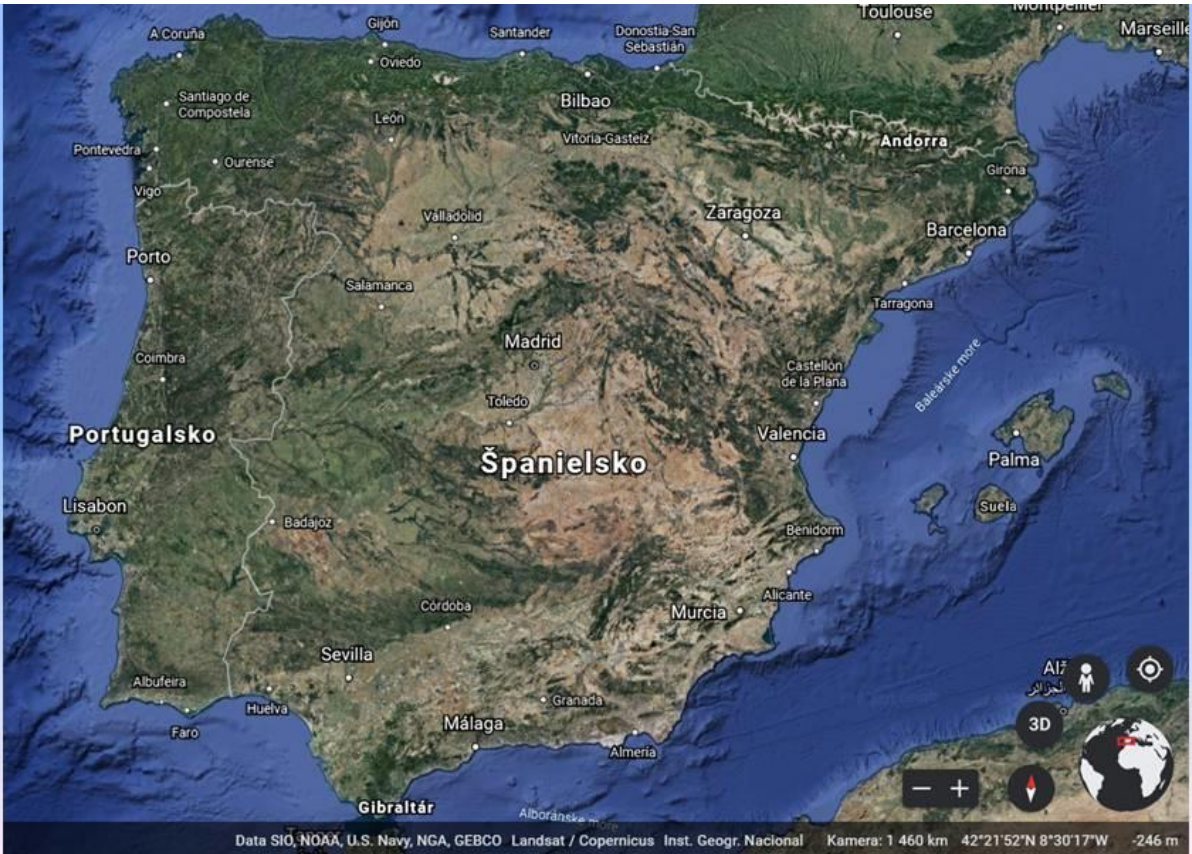 Toulouse
Montpellier
Marseille
Gijón
A Coruña
Santander
Donostia-San
Sebastián
Oviedo
Santiago de
Compostela
Bilbao
León
Vitoria-Gasteiz
Andorra
Pontevedra
Ourense
Girona
Vigo
Valladolid
Zaragoza
Barcelona
Porto
Salamanca
Tarragona
Madrid
Coimbra
Castellón
de la Plana
Baleárske more
Toledo
Portugalsko
Valencia
Španielsko
Palma
Lisabon
Suela
Badajoz
Benidorm
Alicante
Córdoba
Murcia
Sevilla
Albufeira
Granada
Huelva
Málaga
Faro
3D
Almería
Gibraltár
Alboránske more
Data SIO, NOAA, U.S. Navy, NGA, GEBCO Landsat / Copernicus Inst. Geogr. Nacional Kamera: 1 460 km 42°21'52"N 8°30'17"W -246 m